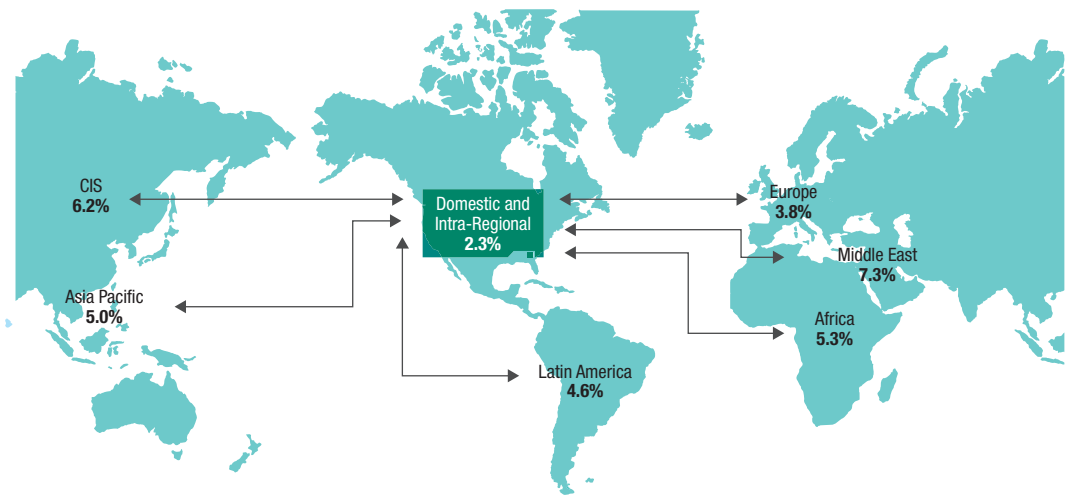 CIS
6.2%
Domestic and
Intra-Regional
2.3%
Europe
3.8%
Middle East
7.3%
Asia Pacific
5.0%
Africa
5.3%
Latin America
4.6%